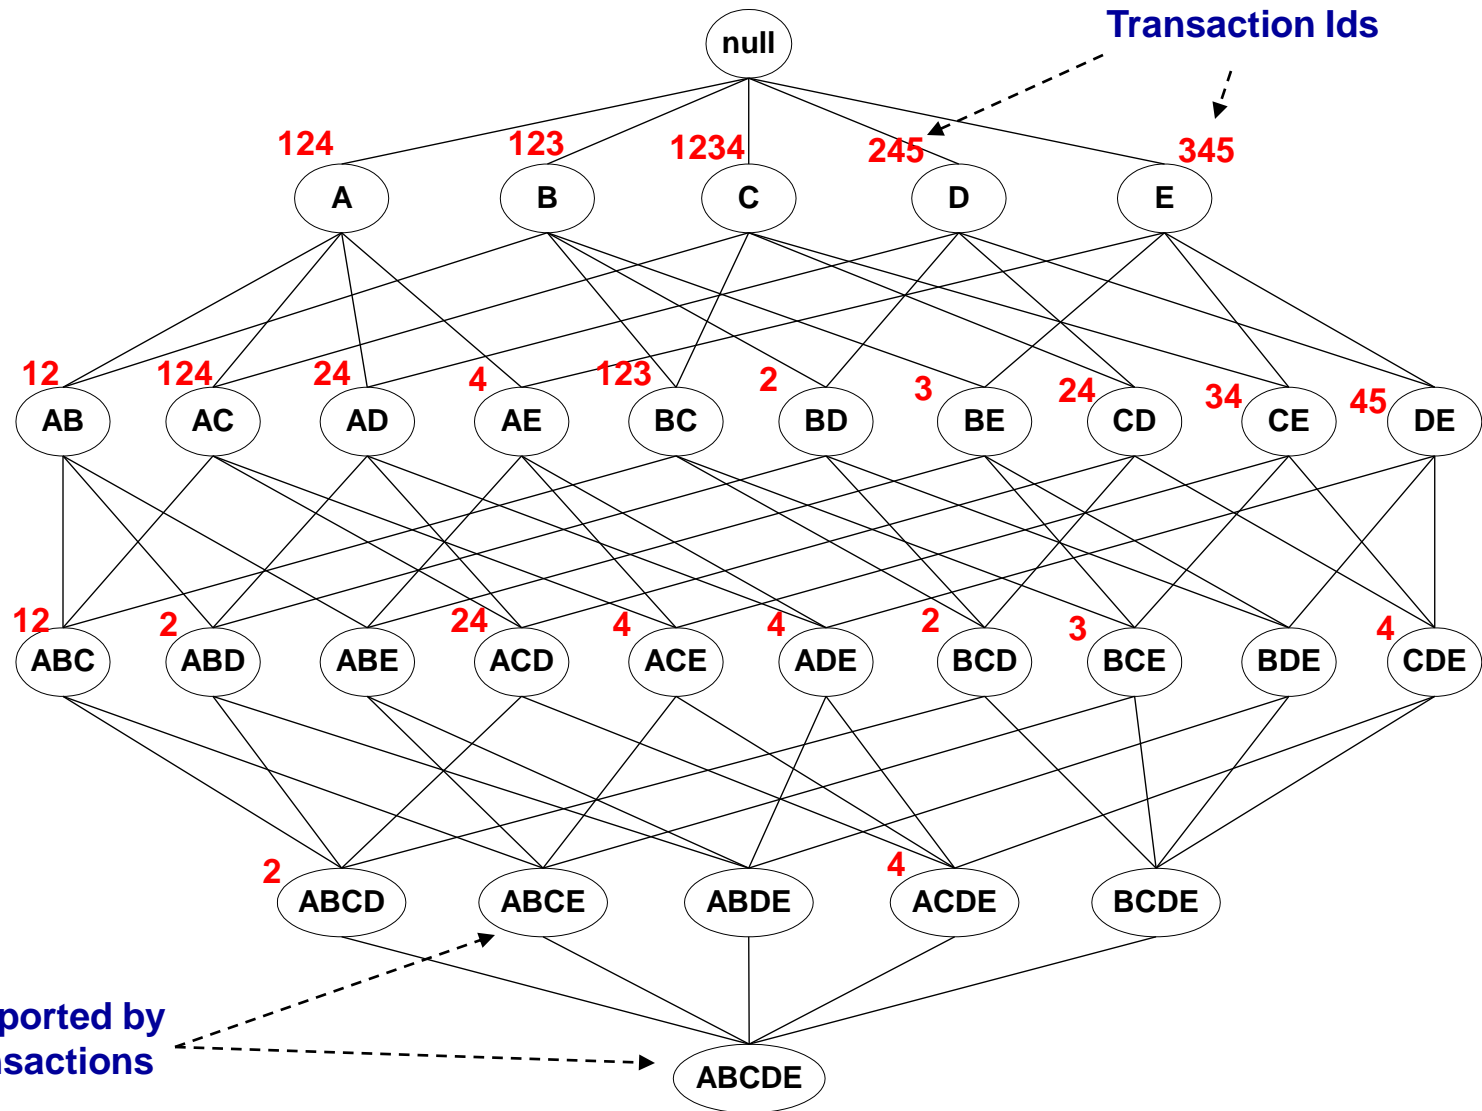 Transaction Ids
null
124 123 1234 245 345
A B C D E
12 124 24 4 123 2 3 24 34 45
AB AC AD AE BC BD BE CD CE DE
12 2 24 4 4 2 3 4
ABC ABD ABE ACD ACE ADE BCD BCE BDE CDE
2 4
ABCD ABCE ABDE ACDE BCDE
ported by
nsactions
ABCDE